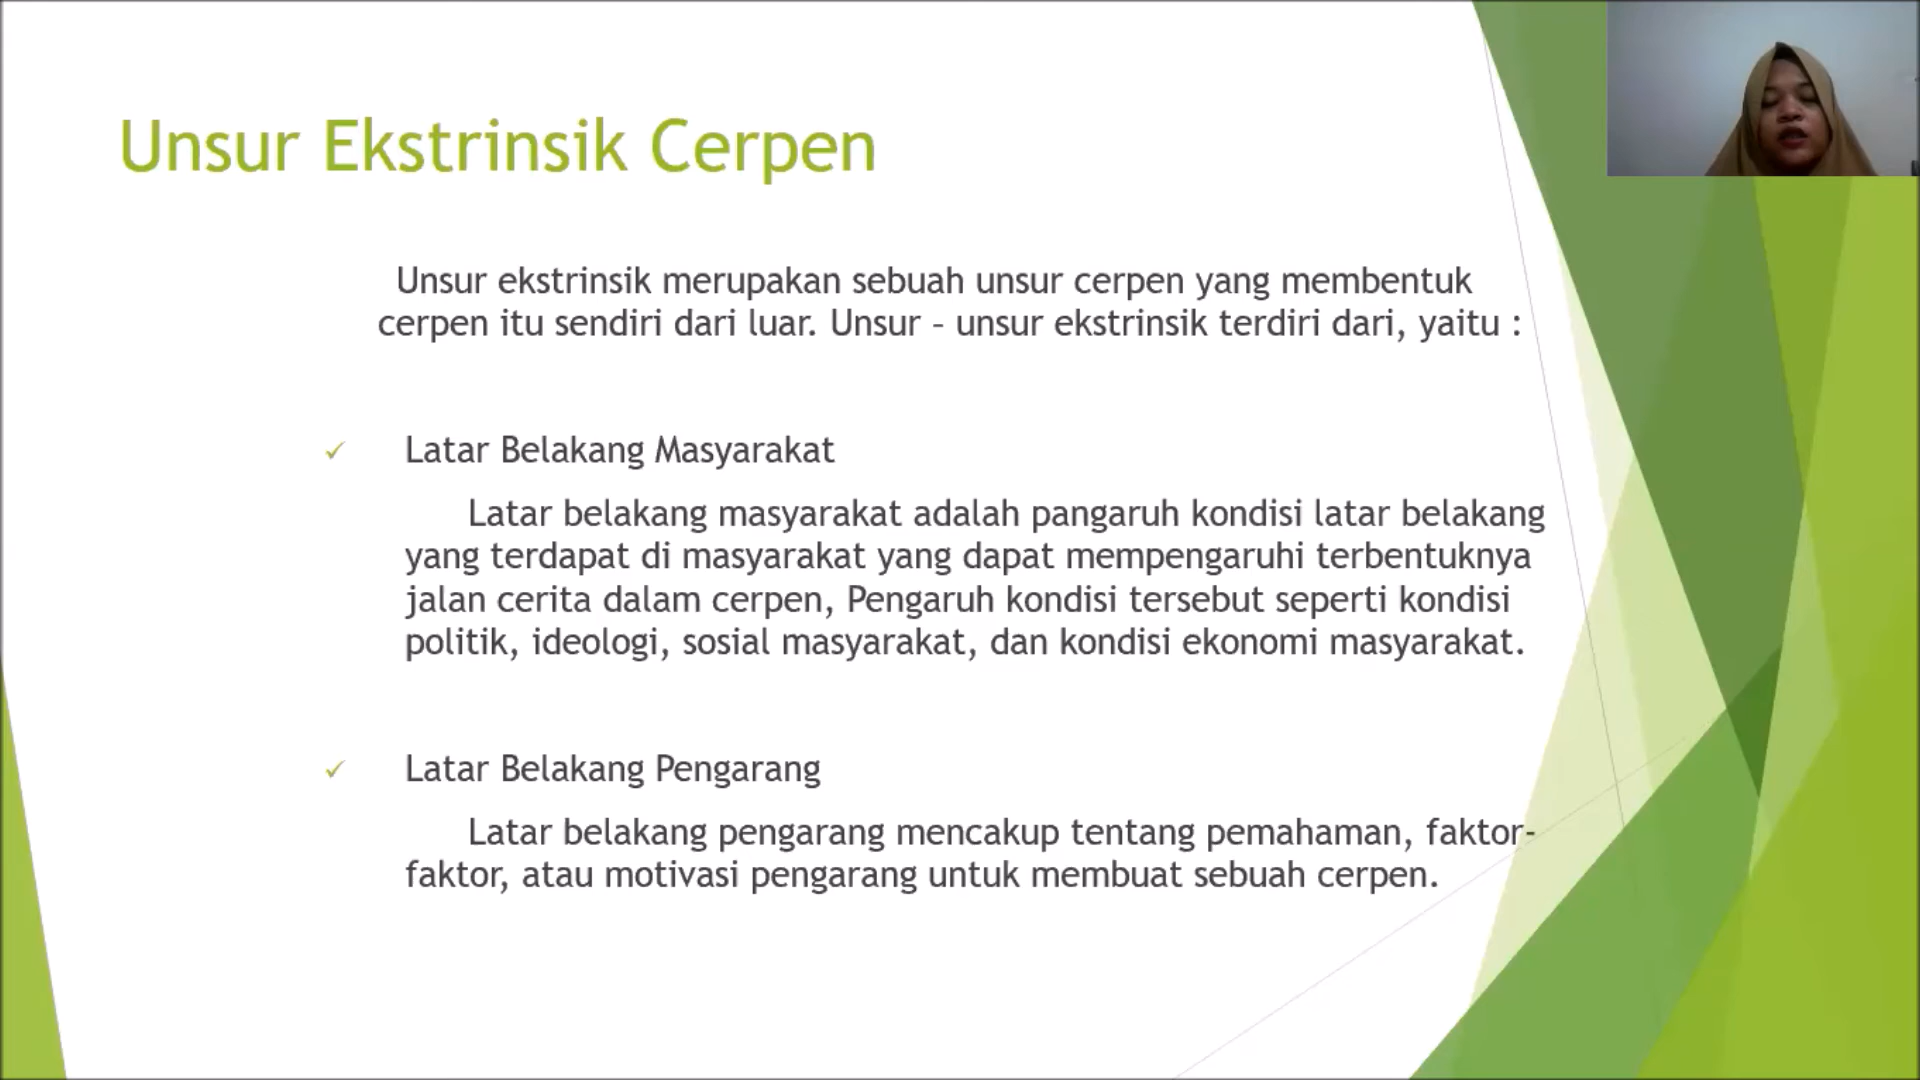 Unsur Ekstrinsik Cerpen
Unsur ekstrinsik merupakan sebuah unsur cerpen yang membentuk
cerpen itu sendiri dari luar. Unsur – unsur ekstrinsik terdiri dari, yaitu :
✓ Latar Belakang Masyarakat
Latar belakang masyarakat adalah pangaruh kondisi latar belakang
yang terdapat di masyarakat yang dapat mempengaruhi terbentuknya
jalan cerita dalam cerpen, Pengaruh kondisi tersebut seperti kondisi
politik, ideologi, sosial masyarakat, dan kondisi ekonomi masyarakat.
✓ Latar Belakang Pengarang
Latar belakang pengarang mencakup tentang pemahaman, faktor-
faktor, atau motivasi pengarang untuk membuat sebuah cerpen.